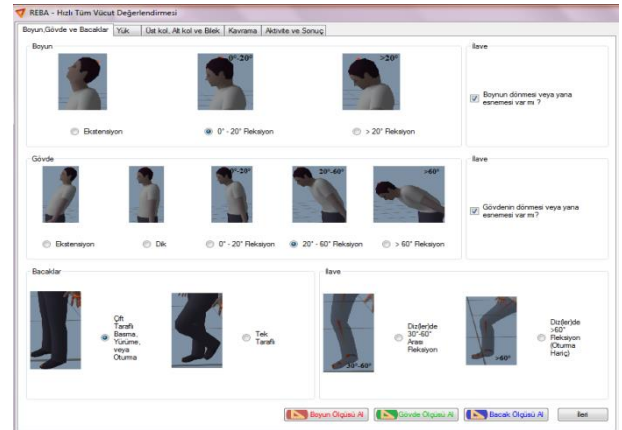 REBA - Hızlı Tüm Vücut Değerlendirmesi
Boyun,Gövde ve Bacaklar Yük Üst kol, Alt kol ve Bilek Kavrama Aktivite ve Sonuç
Boyun
0°-20°
>20°
Ekstensiyon
0° - 20° Fleksiyon
> 20° Fleksiyon
İlave
Boynun dönmesi veya yana
esnemesi var mı ?
Gövde
0°-20°
20°-60°
>60°
Ekstensiyon
Dik
0° - 20° Fleksiyon
20° - 60° Fleksiyon
> 60° Fleksiyon
İlave
Gövdenin dönmesi veya yana
esnemesi var mı?
Bacaklar
Çift
Taraflı
Basma,
Yürüme,
veya
Oturma
Tek
Taraflı
İlave
30°-60°
Diz(ler)de
30°-60°
Arası
Fleksiyon
>60°
Diz(ler)de
>60°
Fleksiyon
(Oturma
Hariç)
Boyun Ölçüsü Al
Gövde Ölçüsü Al
Bacak Ölçüsü Al
İleri